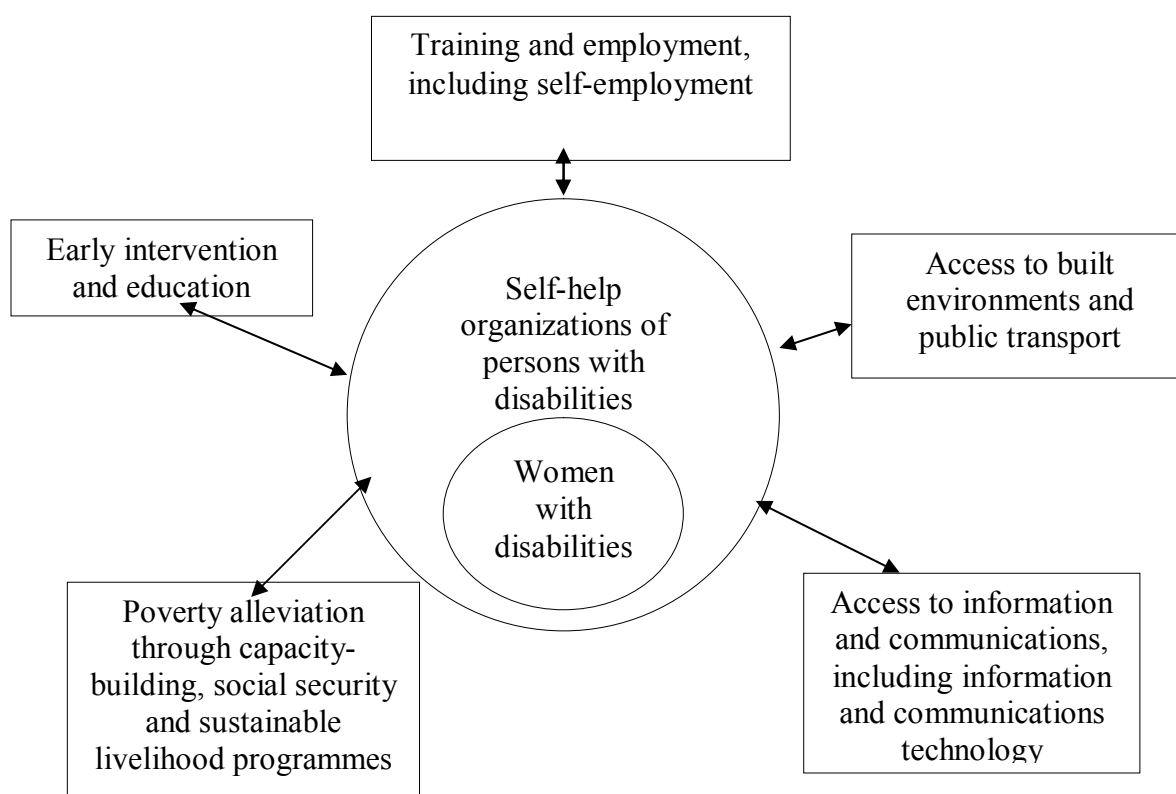 Training and employment,
including self-employment
Early intervention
and education
Access to built
environments and
public transport
Self-help
organizations of
persons with
disabilities
Women
with
disabilities
Poverty alleviation
through capacity-
building, social security
and sustainable
livelihood programmes
Access to information
and communications,
including information
and communications
technology